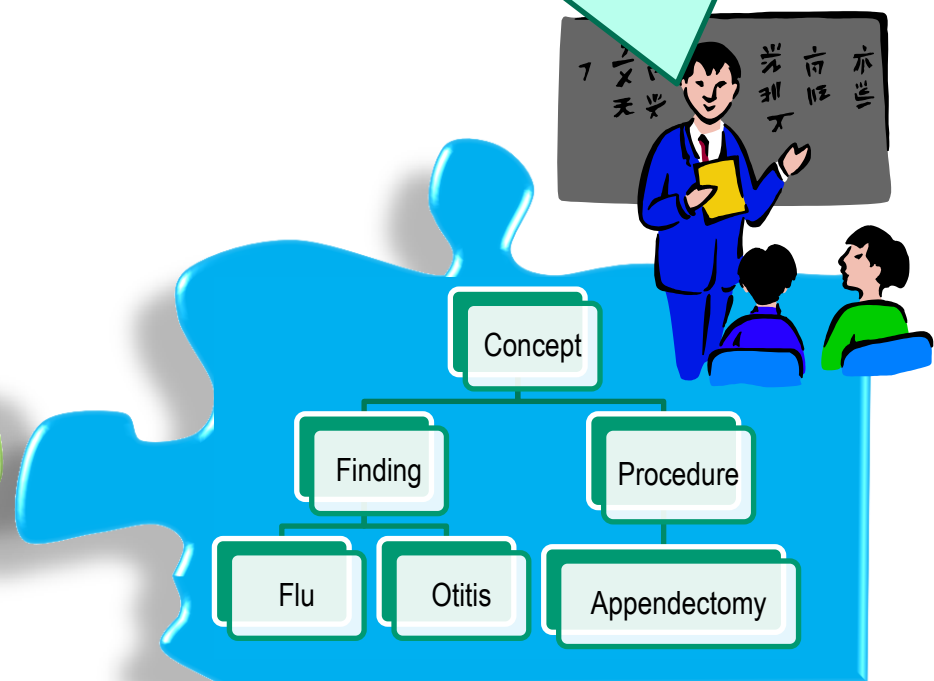 Concept
Finding
Procedure
Flu
Otitis
Appendectomy